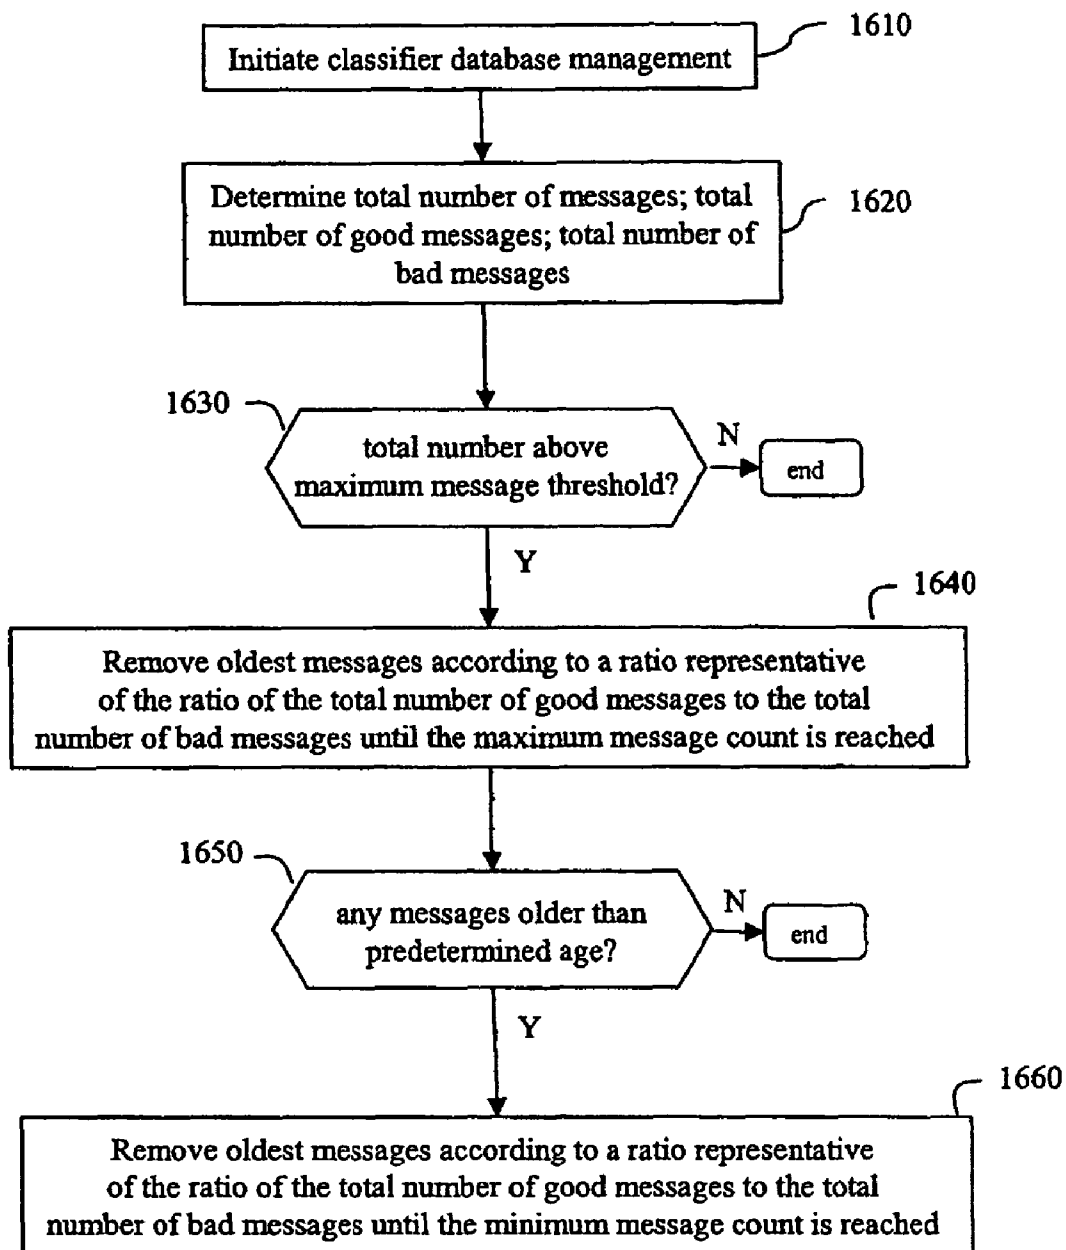 1610
Initiate classifier database management
1620
Determine total number of messages; total
number of good messages; total number of
bad messages
1630
total number above
maximum message threshold?
N
end
Y
1640
Remove oldest messages according to a ratio representative
of the ratio of the total number of good messages to the total
number of bad messages until the maximum message count is reached
1650
any messages older than
predetermined age?
N
end
Y
1660
Remove oldest messages according to a ratio representative
of the ratio of the total number of good messages to the total
number of bad messages until the minimum message count is reached